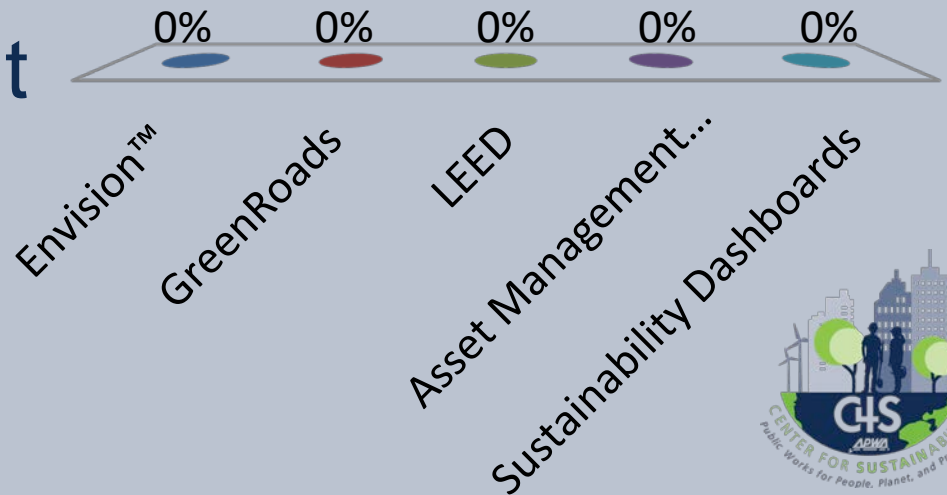 0% 0% 0% 0% 0%
t
Envision™
GreenRoads
LEED
Asset Management...
Sustainability Dashboards
C4S
APWA
CENTER FOR SUSTAINAB
Public Works for People, Planet, and Pr